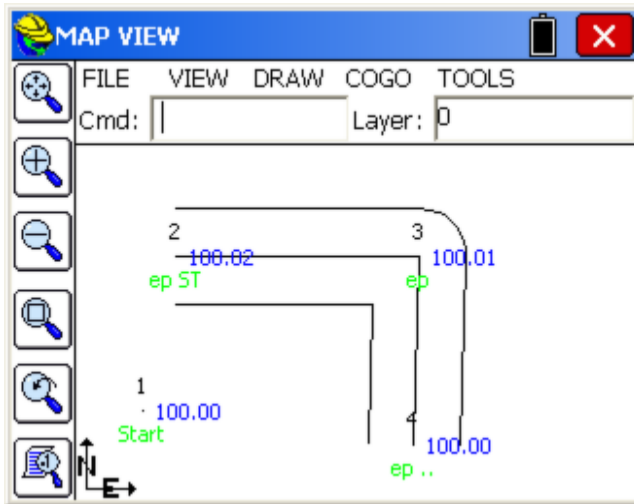 MAP VIEW
FILE VIEW DRAW COGO TOOLS
Cmd: Layer: 0
2 3
100.02 100.01
ep ST ep
1
100.00
Start
4
100.00
ep ..
N
E